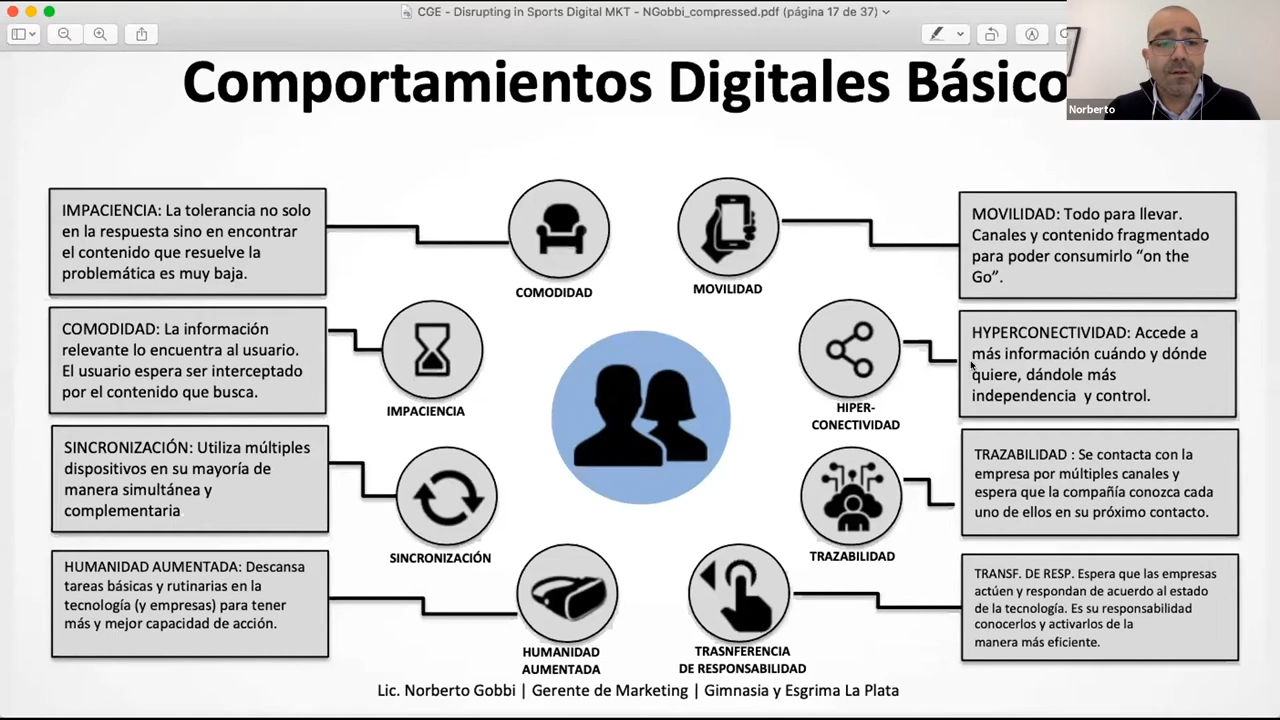 CGE - Disrupting in Sports Digital MKT - NGobbi_compressed.pdf (página 17 de 37)
Comportamientos Digitales Básico
Norberto
IMPACIENCIA: La tolerancia no solo
en la respuesta sino en encontrar
el contenido que resuelve la
problemática es muy baja.
COMODIDAD: La información
relevante lo encuentra al usuario.
El usuario espera ser interceptado
por el contenido que busca.
SINCRONIZACIÓN: Utiliza múltiples
dispositivos en su mayoría de
manera simultánea y
complementaria
HUMANIDAD AUMENTADA: Descansa
tareas básicas y rutinarias en la
tecnología (y empresas) para tener
más y mejor capacidad de acción.
COMODIDAD
IMPACIENCIA
SINCRONIZACIÓN
HUMANIDAD
AUMENTADA
MOVILIDAD
HIPER-
CONECTIVIDAD
TRAZABILIDAD
TRASNFERENCIA
DE RESPONSABILIDAD
MOVILIDAD: Todo para llevar.
Canales y contenido fragmentado
para poder consumirlo “on the
Go”.
HYPERCONECTIVIDAD: Accede a
más información cuándo y dónde
quiere, dándole más
independencia y control.
TRAZABILIDAD : Se contacta con la
empresa por múltiples canales y
espera que la compañía conozca cada
uno de ellos en su próximo contacto.
TRANSF. DE RESP. Espera que las empresas
actúen y respondan de acuerdo al estado
de la tecnología. Es su responsabilidad
conocerlos y activarlos de la
manera más eficiente.
Lic. Norberto Gobbi | Gerente de Marketing | Gimnasia y Esgrima La Plata